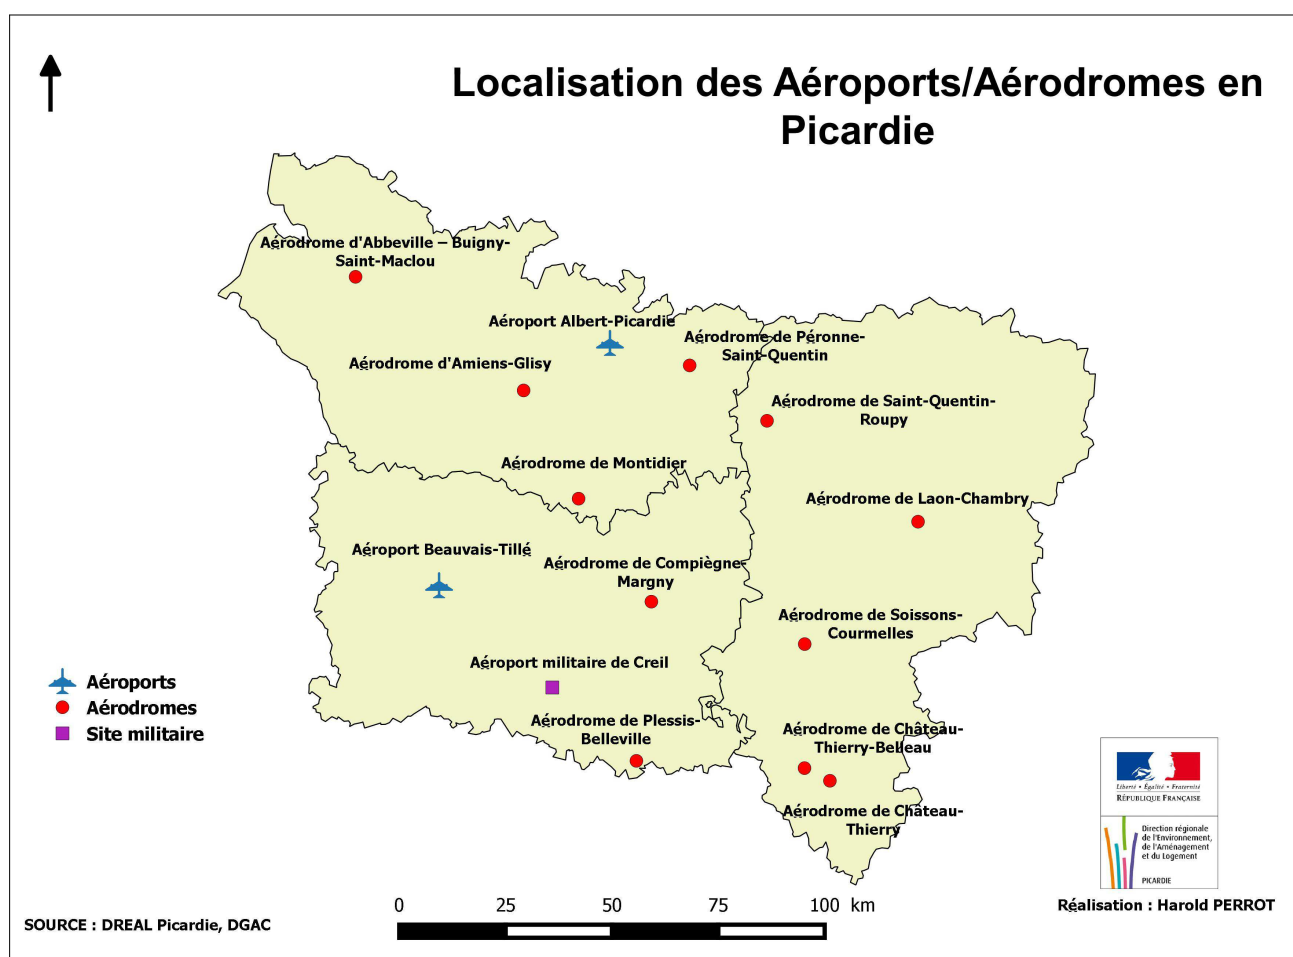 Localisation des Aéroports/Aérodromes en
Picardie
Aérodrome d'Abbeville – Buigny-
Saint-Maclou
Aéroport Albert-Picardie
Aérodrome de Péronne-
Saint-Quentin
Aérodrome d'Amiens-Glisy
Aérodrome de Saint-Quentin-
Roupy
Aérodrome de Montidier
Aérodrome de Laon-Chambry
Aéroport Beauvais-Tillé
Aérodrome de Compiègne-
Margny
Aérodrome de Soissons-
Courmelles
Aéroport militaire de Creil
Aérodrome de Plessis-
Belleville
Aérodrome de Château-
Thierry-Belleau
Aérodrome de Château-
Thierry
Aéroports
Aérodromes
Site militaire
Liberté • Égalité • Fraternité
RÉPUBLIQUE FRANÇAISE
Direction régionale
de l'Environnement,
de l'Aménagement
et du Logement
PICARDIE
0 25 50 75 100 km
SOURCE : DREAL Picardie, DGAC
Réalisation : Harold PERROT